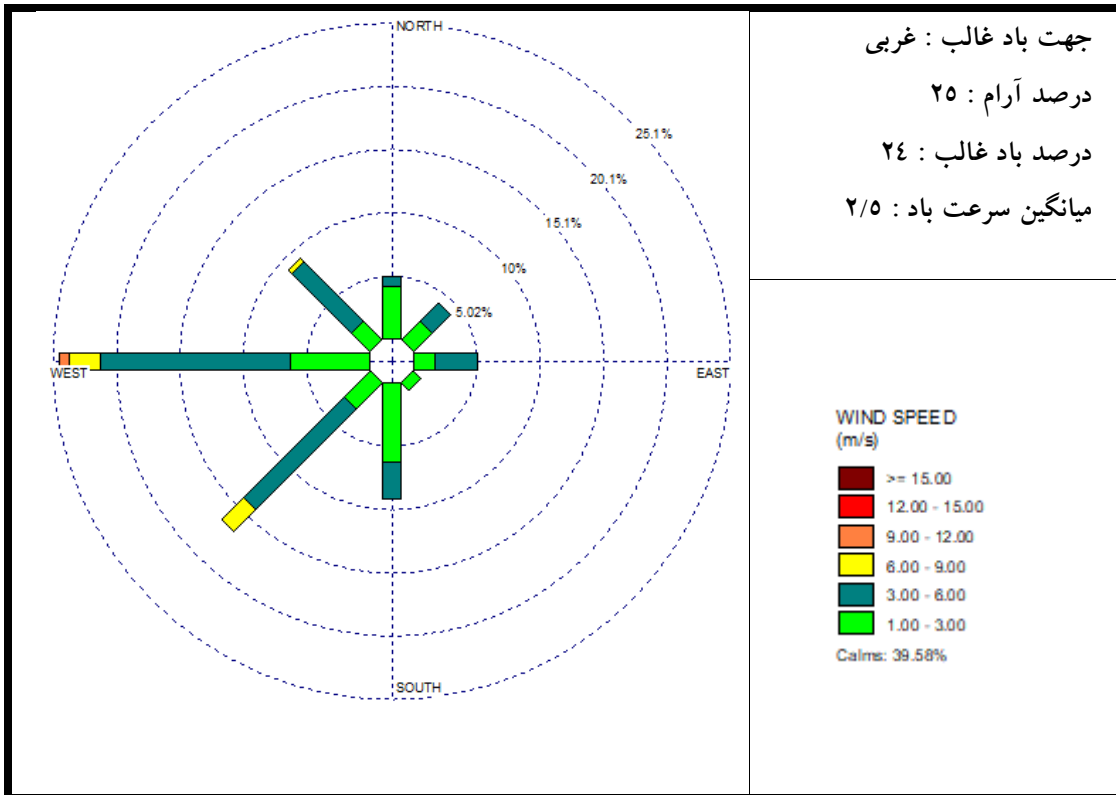 جهت باد غالب : غربی
درصد آرام : ۲۵
درصد باد غالب : ۲٤
میانگین سرعت باد : ۲/۵
NORTH
25.1%
20.1%
15.1%
10%
5.02%
WEST
EAST
SOUTH
WIND SPEED
(m/s)
>= 15.00
12.00 - 15.00
9.00 - 12.00
6.00 - 9.00
3.00 - 6.00
1.00 - 3.00
Calms: 39.58%